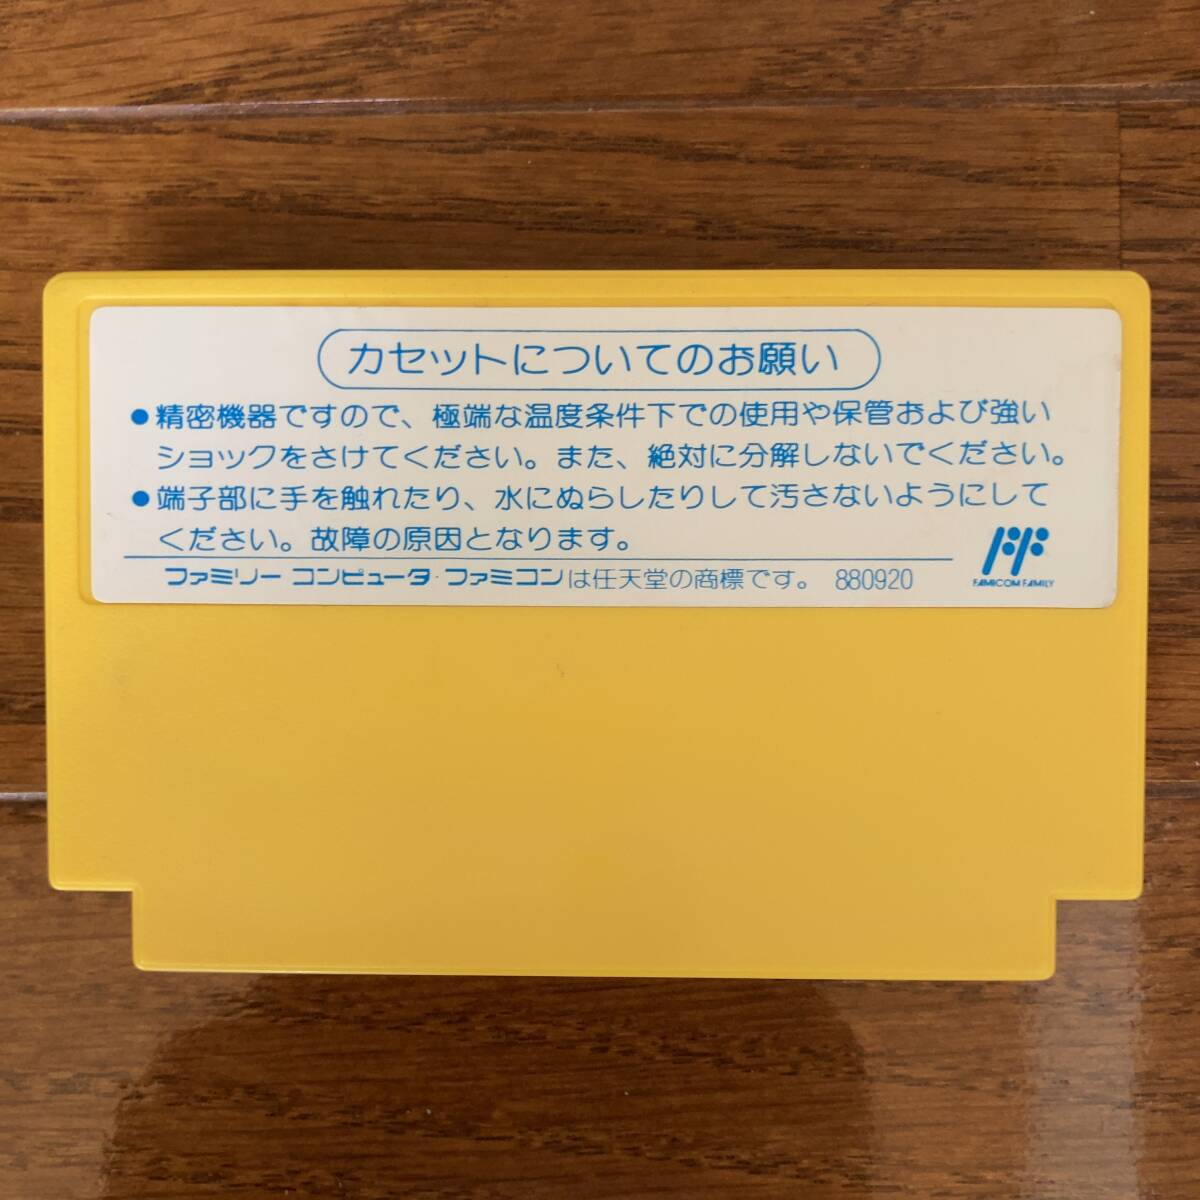 カセットについてのお願い
●精密機器ですので、極端な温度条件下での使用や保管および強い
ショックをさけてください。また、絶対に分解しないでください。
●端子部に手を触れたり、水にぬらしたりして汚さないようにして
ください。故障の原因となります。
ファミリー コンピュータ・ファミコンは任天堂の商標です。 880920
FAMICOM FAMILY